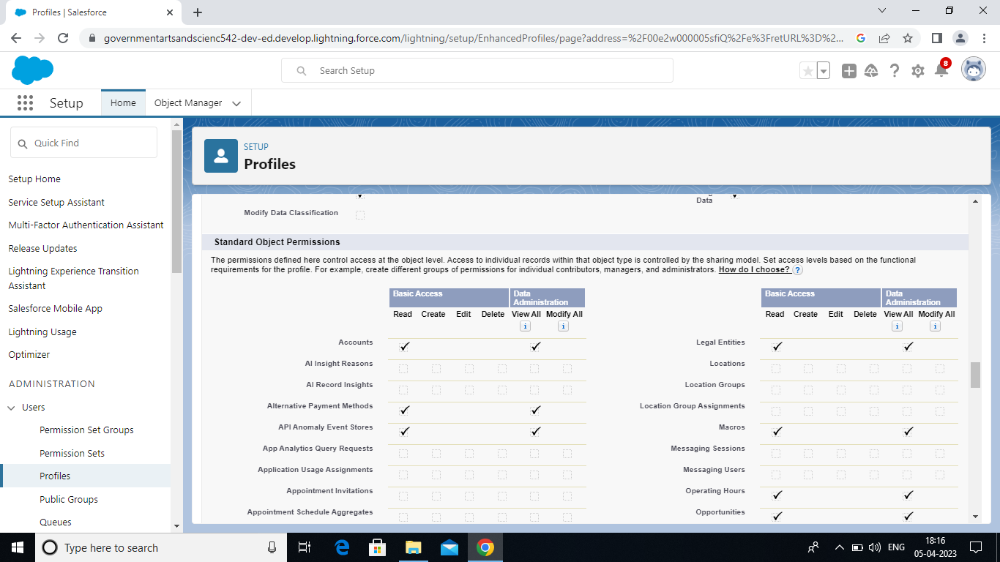 Profiles | Salesforce
governmentartsandscienc542-dev-ed.develop.lightning.force.com/lightning/setup/EnhancedProfiles/page?address=%2F00e2w000005sfiQ%2Fe%3FretURL%3D%2...
Search Setup
8
Setup
Home
Object Manager
Quick Find
Setup Home
Service Setup Assistant
Multi-Factor Authentication Assistant
Release Updates
Lightning Experience Transition
Assistant
Salesforce Mobile App
Lightning Usage
Optimizer
ADMINISTRATION
Users
Permission Set Groups
Permission Sets
Profiles
Public Groups
Queues
SETUP
Profiles
Data
Modify Data Classification
Standard Object Permissions
The permissions defined here control access at the object level. Access to individual records within that object type is controlled by the sharing model. Set access levels based on the functional
requirements for the profile. For example, create different groups of permissions for individual contributors, managers, and administrators. How do I choose? ?
Basic Access Data
Administration
Read Create Edit Delete View All Modify All
i i
Accounts
AI Insight Reasons
AI Record Insights
Alternative Payment Methods
API Anomaly Event Stores
App Analytics Query Requests
Application Usage Assignments
Appointment Invitations
Appointment Schedule Aggregates
Basic Access Data
Administration
Read Create Edit Delete View All Modify All
i i
Legal Entities
Locations
Location Groups
Location Group Assignments
Macros
Messaging Sessions
Messaging Users
Operating Hours
Opportunities
Type here to search
ENG
18:16
05-04-2023